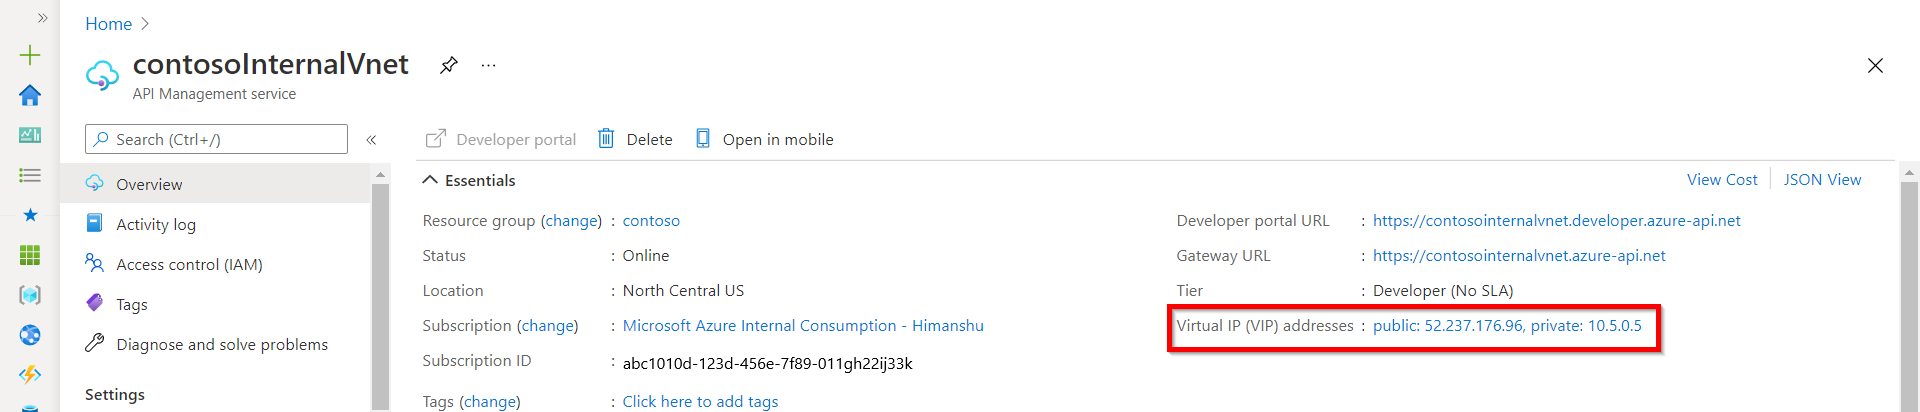 Home
contosoInternalVnet
API Management service
Search (Ctrl+/)
Overview
Activity log
Access control (IAM)
Tags
Diagnose and solve problems
Settings
Developer portal
Delete
Open in mobile
Essentials
View Cost
JSON View
Resource group (change) : contoso
Status : Online
Location : North Central US
Subscription (change) : Microsoft Azure Internal Consumption - Himanshu
Subscription ID : abc1010d-123d-456e-7f89-011gh22ij33k
Tags (change) : Click here to add tags
Developer portal URL : https://contosointernalvnet.developer.azure-api.net
Gateway URL : https://contosointernalvnet.azure-api.net
Tier : Developer (No SLA)
Virtual IP (VIP) addresses : public: 52.237.176.96, private: 10.5.0.5